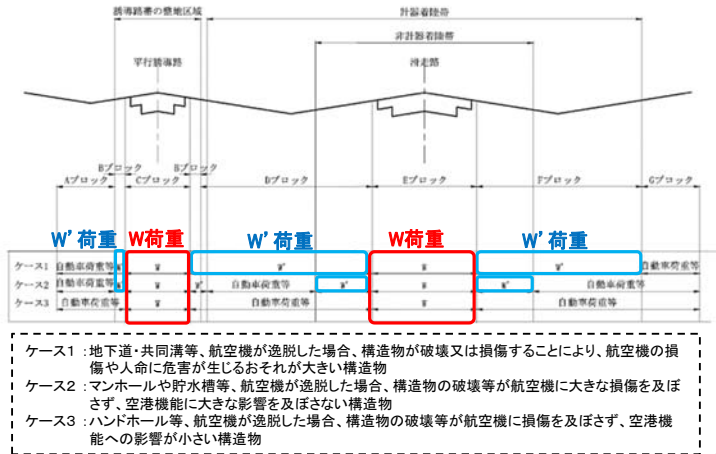 誘導路帯の整地区域 計器着陸帯
非計器着陸帯
平行誘導路 滑走路
Bブロック Bブロック
Aブロック Cブロック Dブロック Eブロック Fブロック Gブロック
W'荷重 W荷重 W'荷重 W荷重 W'荷重
ケース1 自動車荷重等 W' W W' W W' 自動車荷重等
ケース2 自動車荷重等 W' W W' 自動車荷重等 W' W W' 自動車荷重等
ケース3 自動車荷重等 W 自動車荷重等 W 自動車荷重等
ケース1 :地下道・共同溝等、航空機が逸脱した場合、構造物が破壊又は損傷することにより、航空機の損
傷や人命に危害が生じるおそれが大きい構造物
ケース2 :マンホールや貯水槽等、航空機が逸脱した場合、構造物の破壊等が航空機に大きな損傷を及ぼ
さず、空港機能に大きな影響を及ぼさない構造物
ケース3 :ハンドホール等、航空機が逸脱した場合、構造物の破壊等が航空機に損傷を及ぼさず、空港機
能への影響が小さい構造物